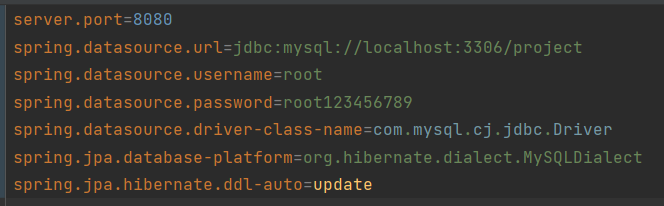 server.port=8080
spring.datasource.url=jdbc:mysql://localhost:3306/project
spring.datasource.username=root
spring.datasource.password=root123456789
spring.datasource.driver-class-name=com.mysql.cj.jdbc.Driver
spring.jpa.database-platform=org.hibernate.dialect.MySQLDialect
spring.jpa.hibernate.ddl-auto=update